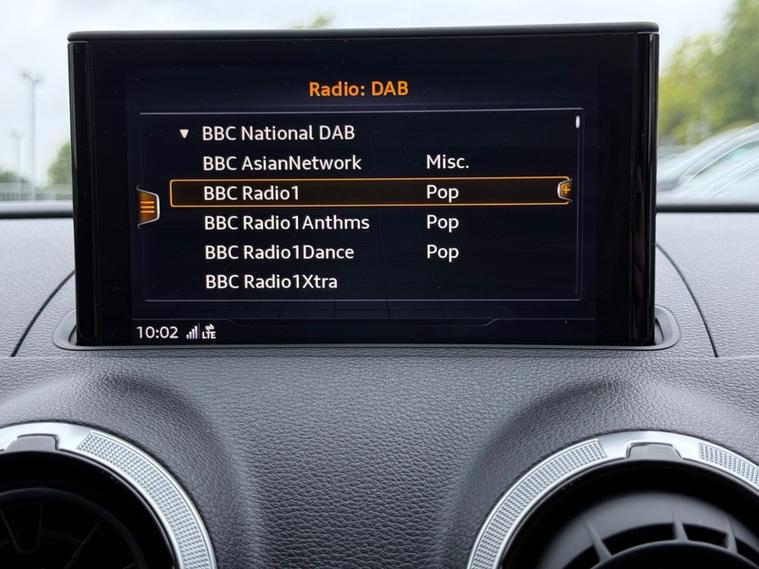 Radio: DAB
BBC National DAB
BBC AsianNetwork Misc.
BBC Radio1 Pop
BBC Radio1Anthms Pop
BBC Radio1Dance Pop
BBC Radio1Xtra
10:02 LTE